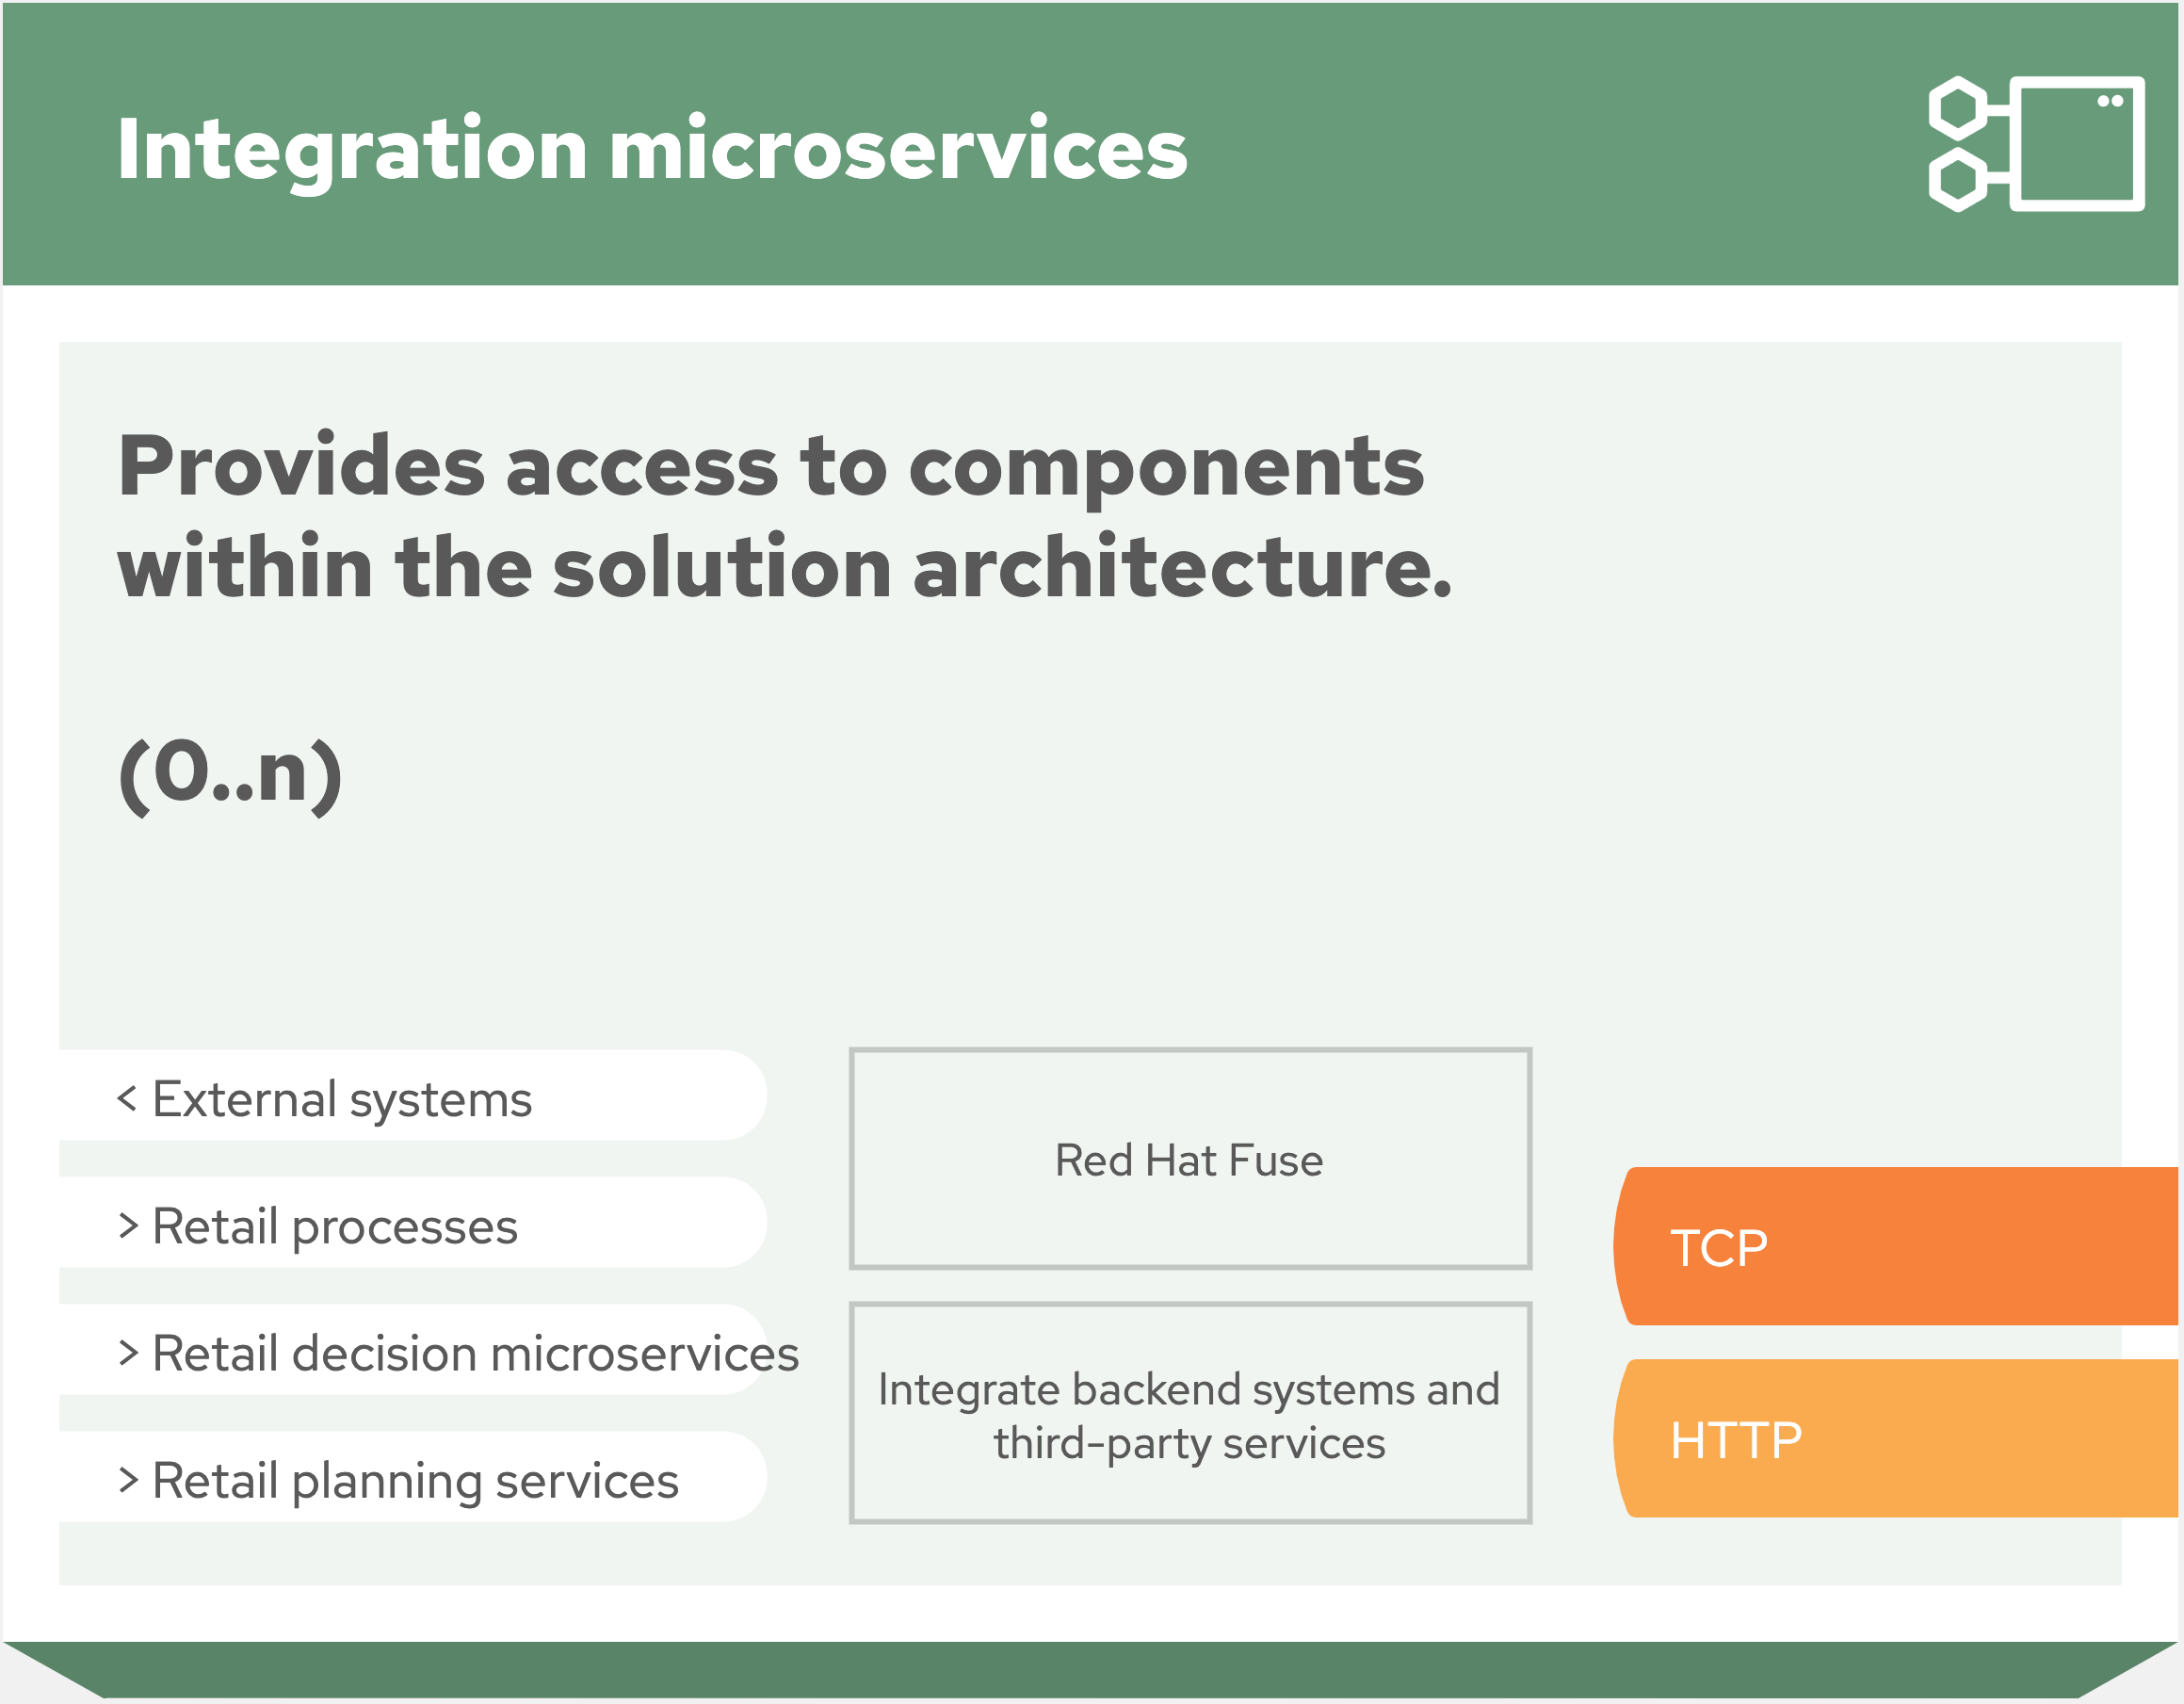 Integration microservices
Provides access to components
within the solution architecture.
(0..n)
< External systems
> Retail processes
> Retail decision microservices
> Retail planning services
Red Hat Fuse
Integrate backend systems and
third-party services
TCP
HTTP